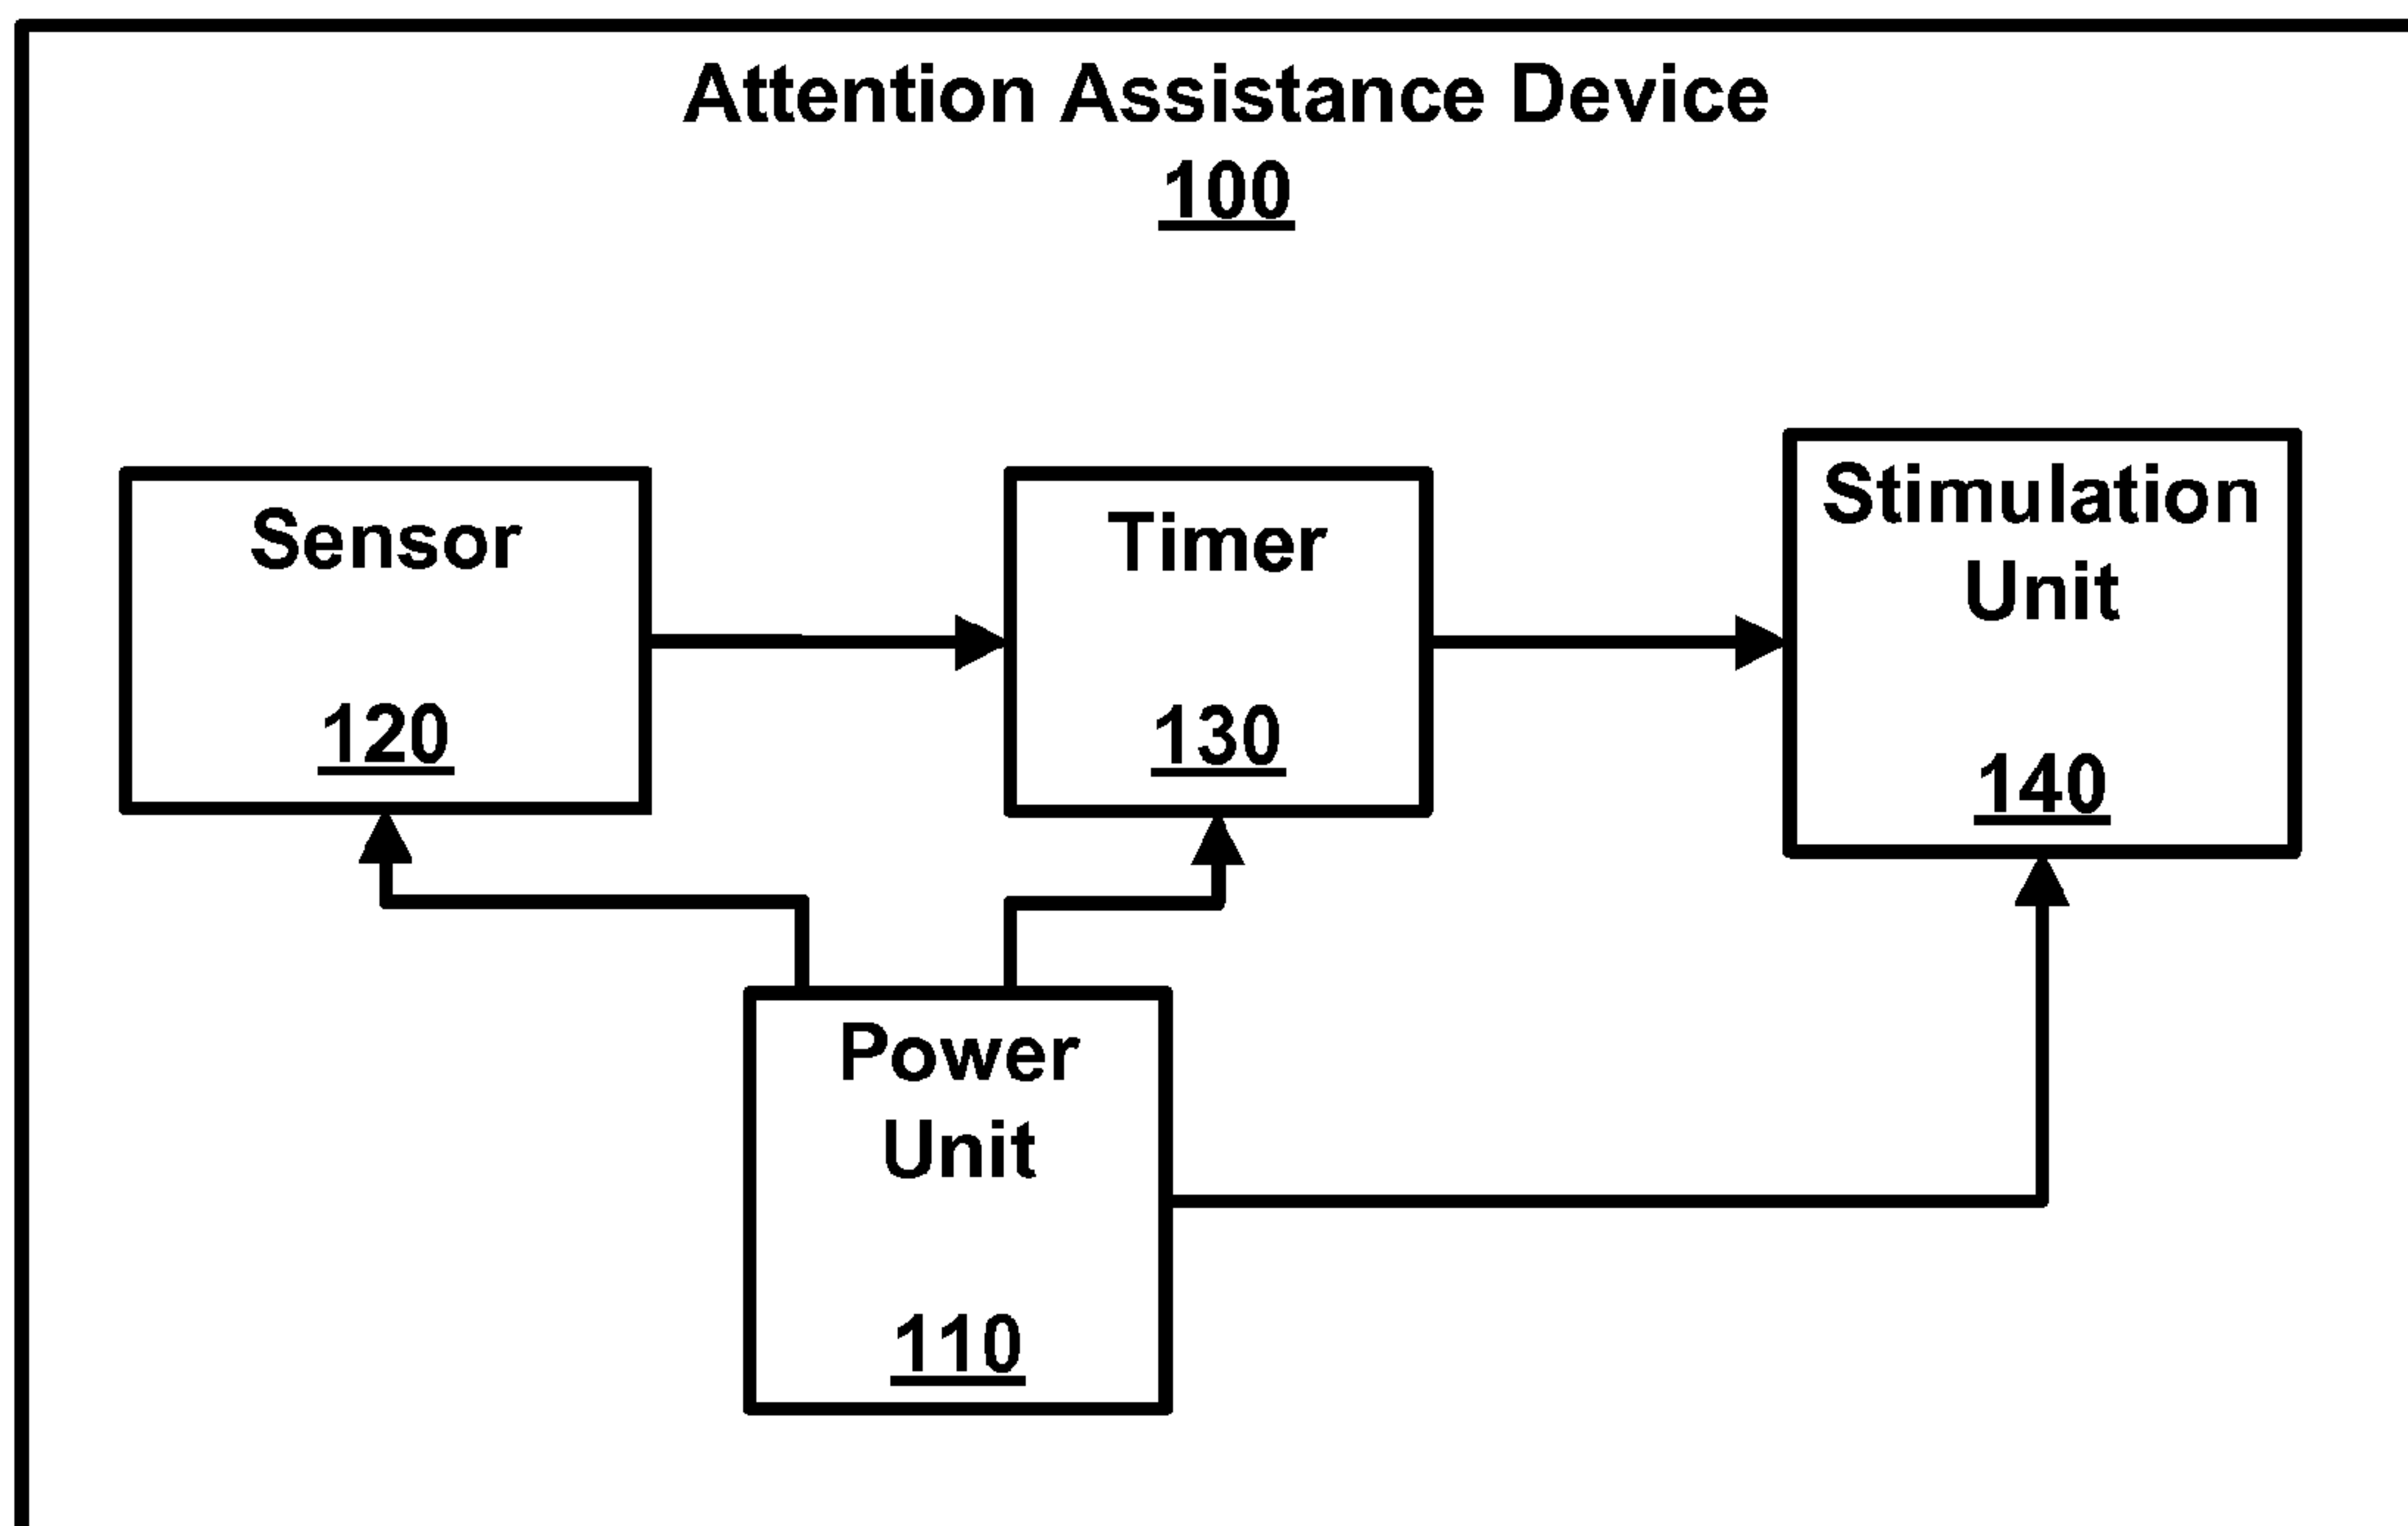 Attention Assistance Device
100
Sensor
120
Timer
130
Stimulation
Unit
140
Power
Unit
110